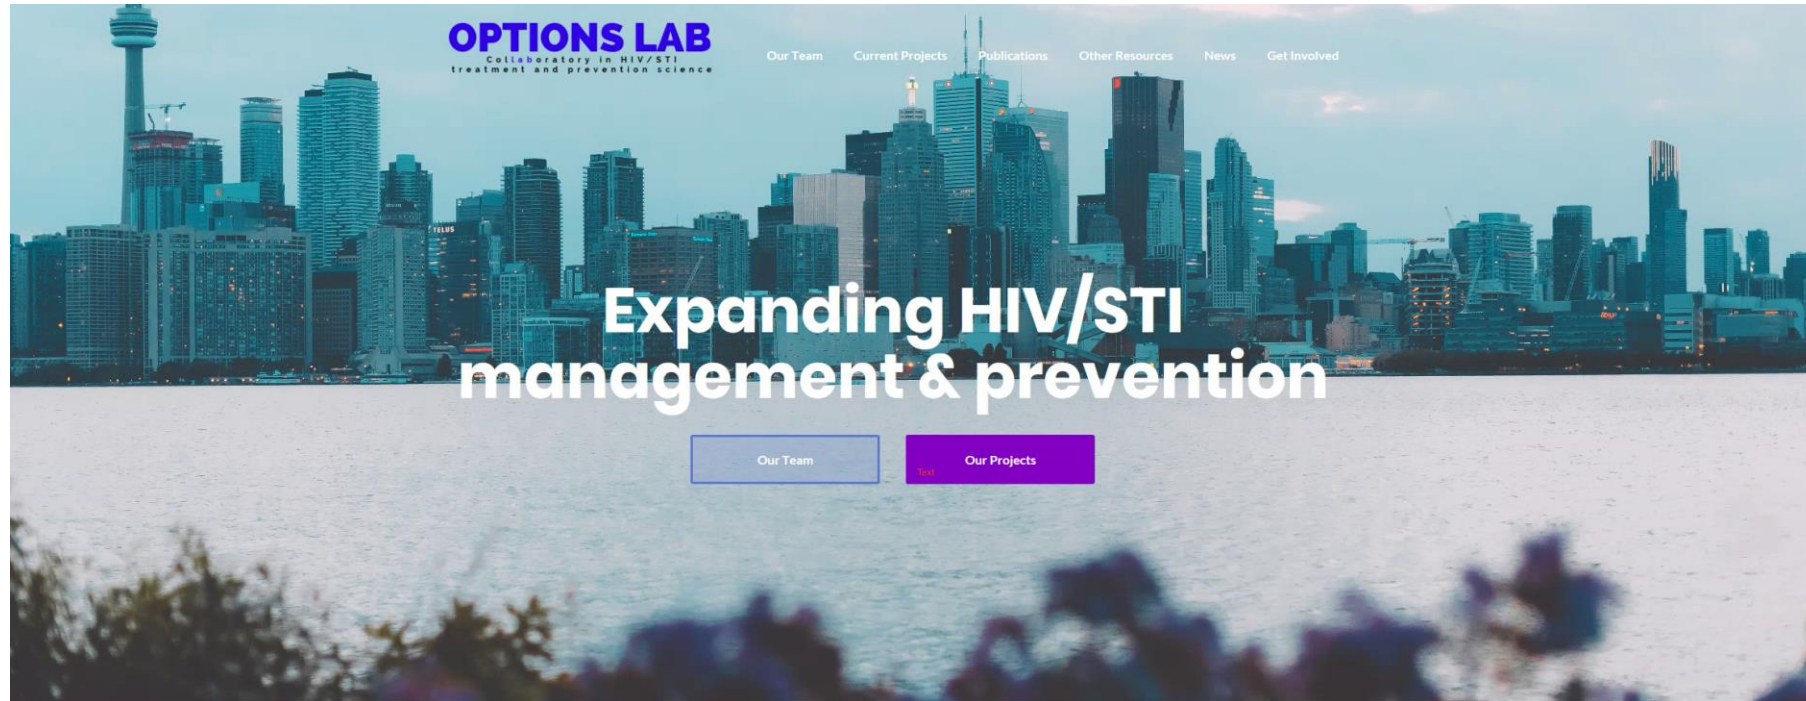 OPTIONS LAB
Collaboratory in HIV/STI
treatment and prevention science
Our Team
Current Projects
Publications
Other Resources
News
Get Involved
TELUS
Expanding HIV/STI
management & prevention
Our Team
Our Projects
Text